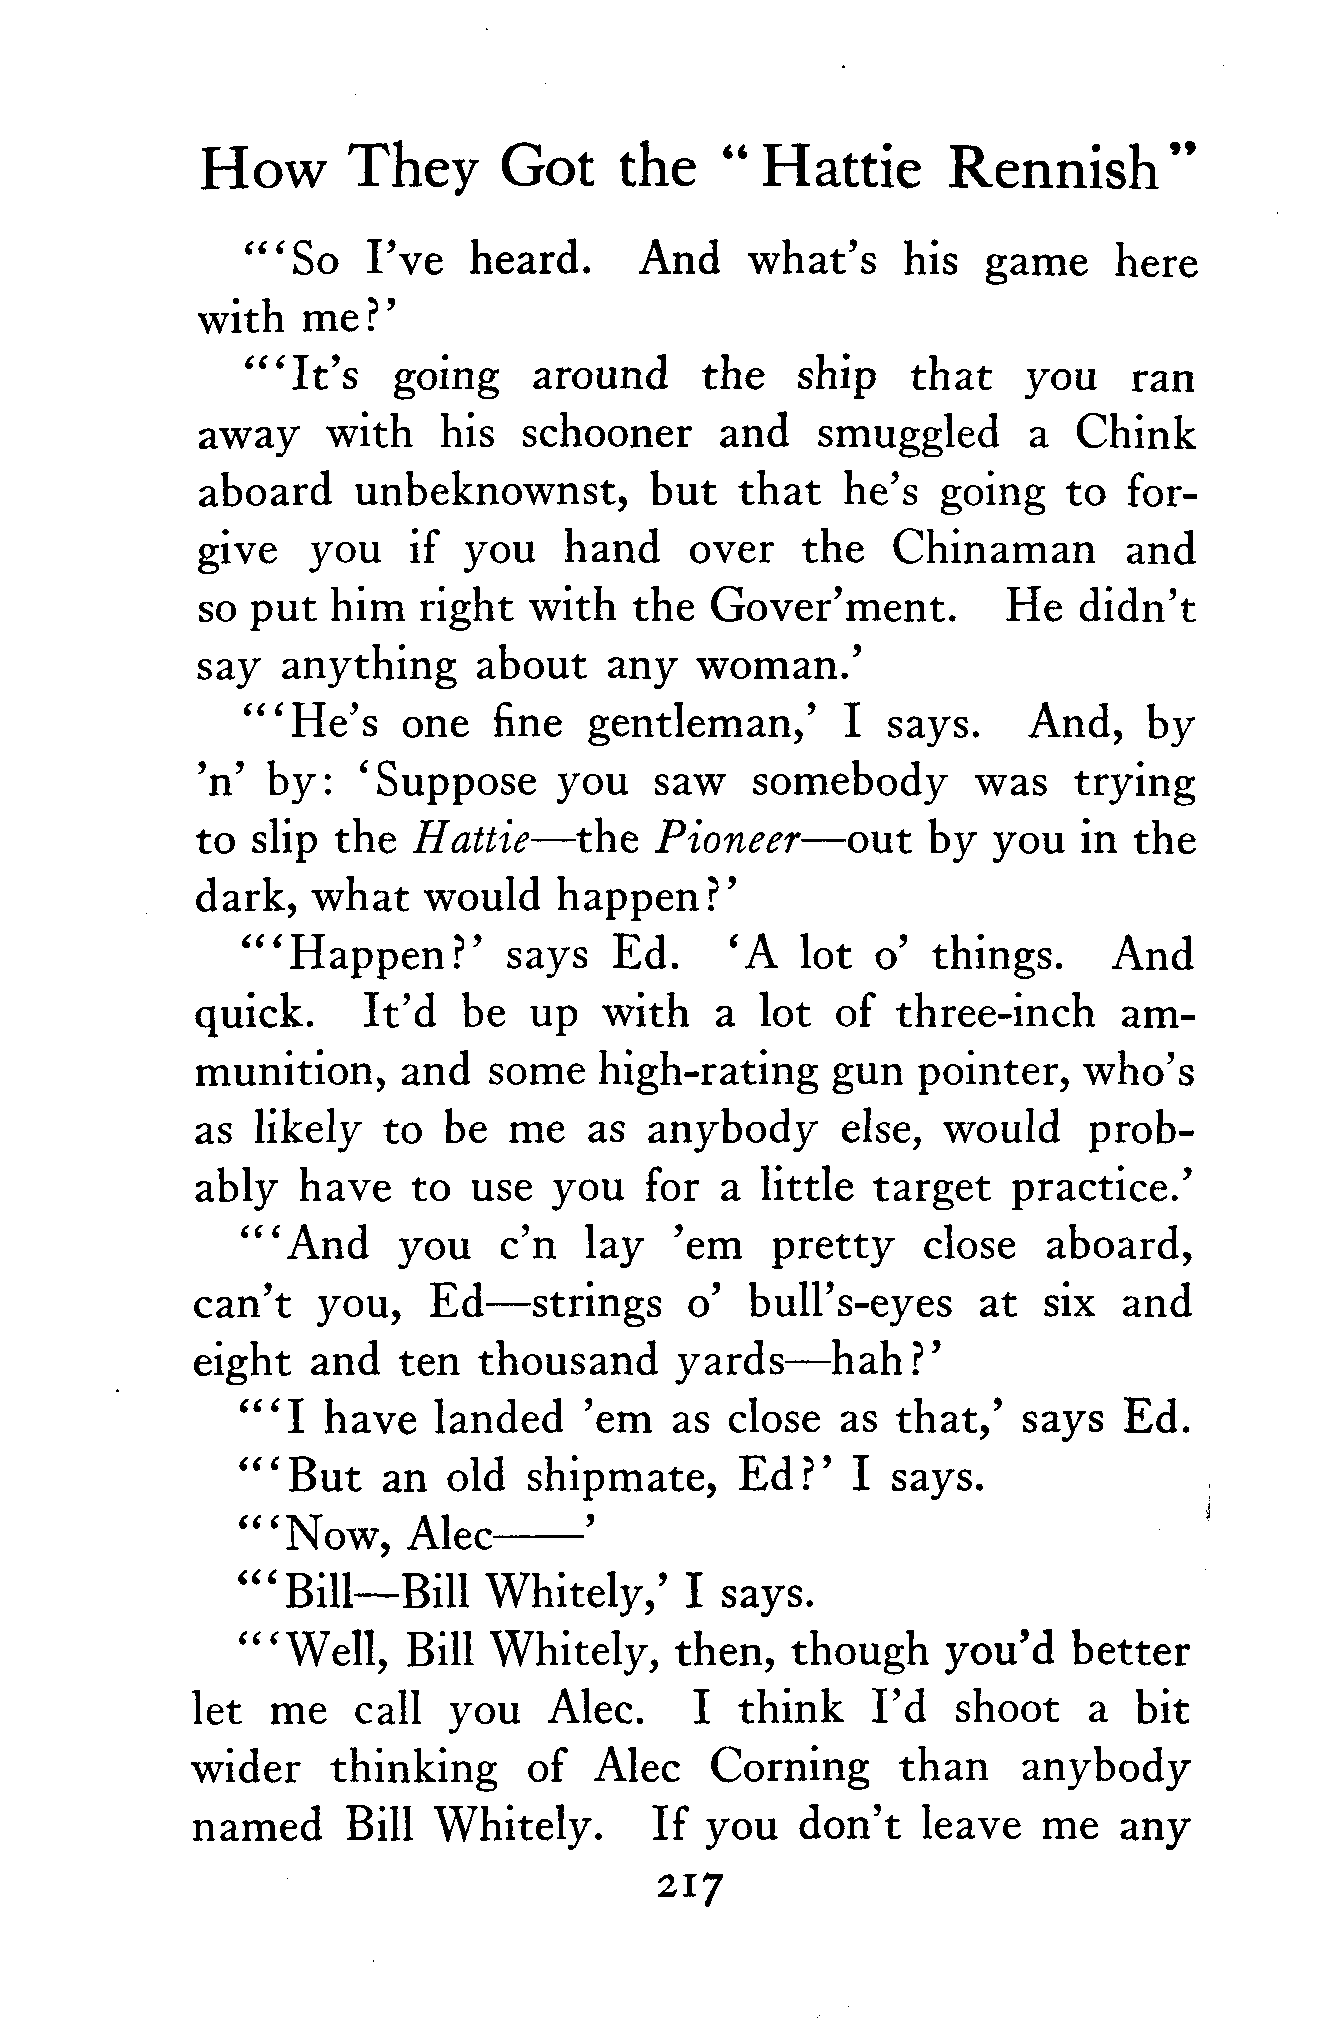 How They Got the “Hattie Rennish”
“‘So I’ve heard. And what’s his game here
with me?’
“‘It’s going around the ship that you ran
away with his schooner and smuggled a Chink
aboard unbeknownst, but that he’s going to for-
give you if you hand over the Chinaman and
so put him right with the Gover’ment. He didn’t
say anything about any woman.’
“‘He’s one fine gentleman,’ I says. And, by
’n’ by: ‘Suppose you saw somebody was trying
to slip the Hattie—the Pioneer—out by you in the
dark, what would happen?’
“‘Happen?’ says Ed. ‘A lot o’ things. And
quick. It’d be up with a lot of three-inch am-
munition, and some high-rating gun pointer, who’s
as likely to be me as anybody else, would prob-
ably have to use you for a little target practice.’
“‘And you c’n lay ’em pretty close aboard,
can’t you, Ed—strings o’ bull’s-eyes at six and
eight and ten thousand yards—hah?’
“‘I have landed ’em as close as that,’ says Ed.
“‘But an old shipmate, Ed?’ I says.
“‘Now, Alec——’
“‘Bill—Bill Whitely,’ I says.
“‘Well, Bill Whitely, then, though you’d better
let me call you Alec. I think I’d shoot a bit
wider thinking of Alec Corning than anybody
named Bill Whitely. If you don’t leave me any
217